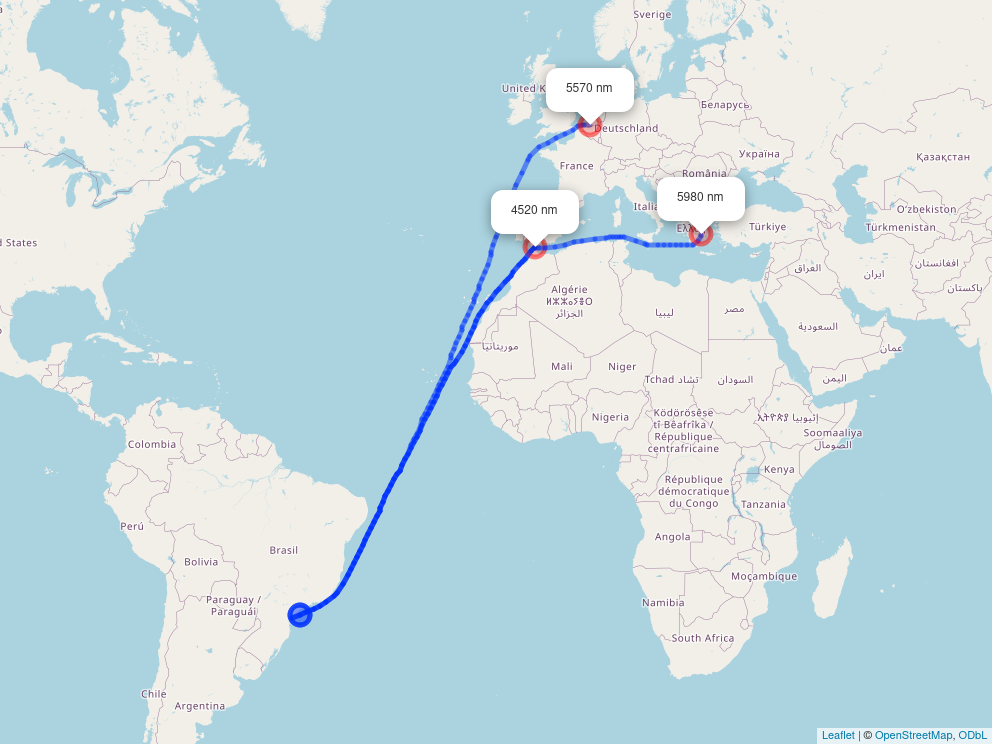 Sverige
United K
5570 nm
Беларусь
Deutschland
Україна
France
Қазақстан
România
4520 nm
Itali
5980 nm
Ελλ
Türkiye
Oʻzbekiston
Türkmenistan
d States
افغانستان
العراق
ایران
پاکستان
Algérie
ⵍⵣⵣⴰⵢⴻⵔ
الجزائر
ليبيا
مصر
السعودية
موريتانيا
عمان
Mali
Niger
Tchad تشاد
السودان
اليمن
Nigeria
Ködörösêse
tî Bêafrîka /
République
centrafricaine
ኢትዮጵያ إثيوبيا
Soomaaliya
الصومال
Colombia
Kenya
République
démocratique
du Congo
Tanzania
Perú
Brasil
Angola
Bolivia
Moçambique
Paraguay /
Paraguái
Namibia
South Africa
Chile
Argentina
Leaflet | © OpenStreetMap, ODbL